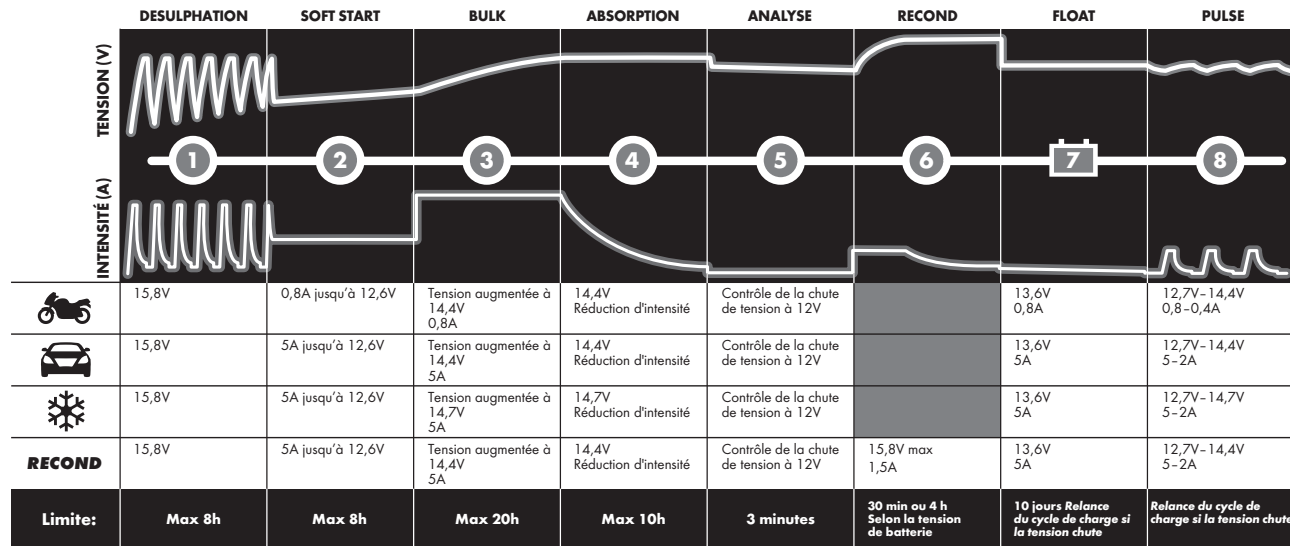 DESULPHATION SOFT START BULK ABSORPTION ANALYSE RECOND FLOAT PULSE
TENSION (V)
1 2 3 4 5 6 7 8
INTENSITÉ (A)
15,8V
0,8A jusqu'à 12,6V
Tension augmentée à
14,4V
0,8A
14,4V
Réduction d'intensité
Contrôle de la chute
de tension à 12V
13,6V
0,8A
12,7V–14,4V
0,8–0,4A
15,8V
5A jusqu'à 12,6V
Tension augmentée à
14,4V
5A
14,4V
Réduction d'intensité
Contrôle de la chute
de tension à 12V
13,6V
5A
12,7V–14,4V
5–2A
15,8V
5A jusqu'à 12,6V
Tension augmentée à
14,7V
5A
14,7V
Réduction d'intensité
Contrôle de la chute
de tension à 12V
13,6V
5A
12,7V–14,7V
5–2A
RECOND
15,8V
5A jusqu'à 12,6V
Tension augmentée à
14,4V
5A
14,4V
Réduction d'intensité
Contrôle de la chute
de tension à 12V
15,8V max
1,5A
13,6V
5A
12,7V–14,4V
5–2A
Limite:
Max 8h
Max 8h
Max 20h
Max 10h
3 minutes
30 min ou 4 h
Selon la tension
de batterie
10 jours Relance
du cycle de charge si
la tension chute
Relance du cycle de
charge si la tension chute